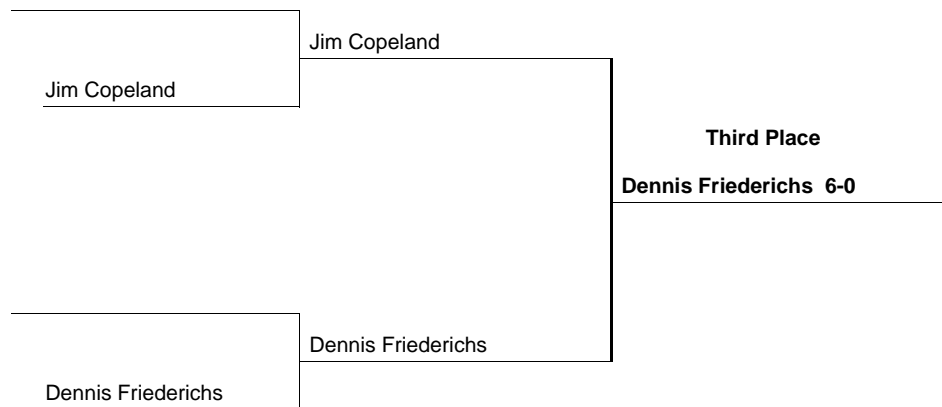 Jim Copeland
Jim Copeland
Third Place
Dennis Friederichs 6-0
Dennis Friederichs
Dennis Friederichs